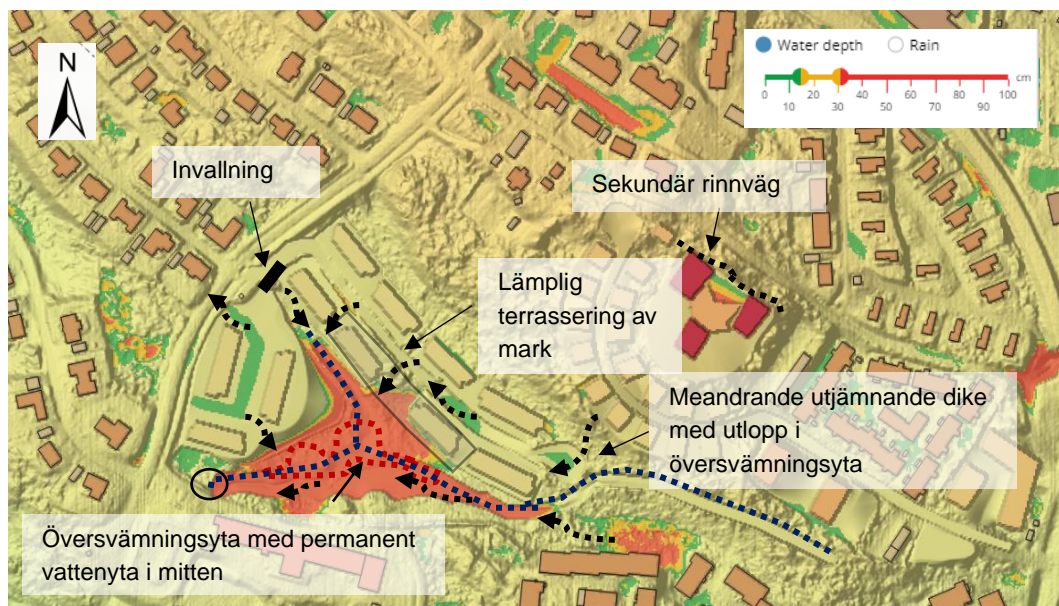 N
Water depth
Rain
cm
0 10 20 30 40 50 60 70 80 90 100
Invallning
Sekundär rinnväg
Lämplig
terrassering av
mark
Meandrande utjämnande dike
med utlopp i
översvämningsyta
Översvämningsyta med permanent
vattenyta i mitten